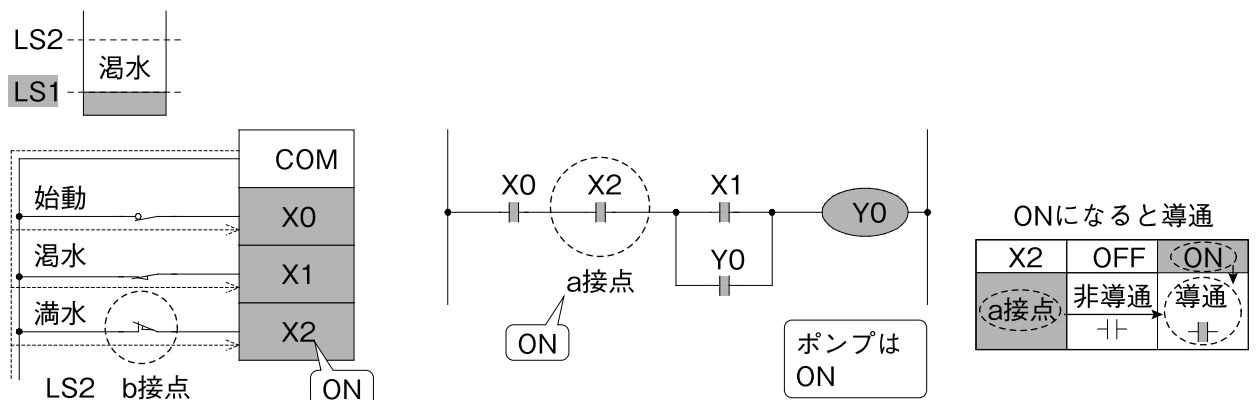 LS2
渇水
LS1
COM
始動
X0
渇水
X1
満水
X2
LS2 b接点
ON
X0 X2 X1
Y0
Y0
a接点
ON
ポンプは
ON
ONになると導通
X2 OFF ON
a接点 非導通 導通